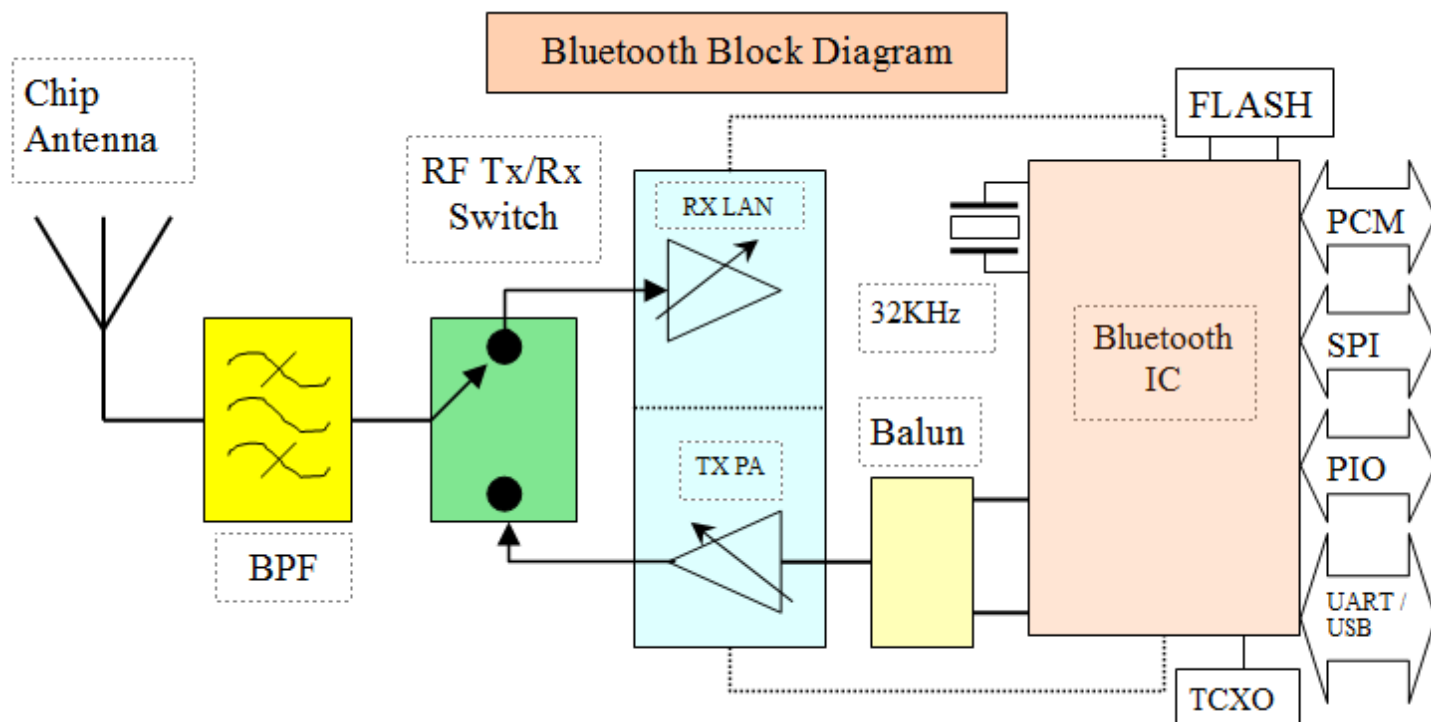 Bluetooth Block Diagram
Chip
Antenna
RF Tx/Rx
Switch
RX LAN
FLASH
PCM
32KHz
Bluetooth
IC
SPI
Balun
TX PA
PIO
BPF
UART /
USB
TCXO